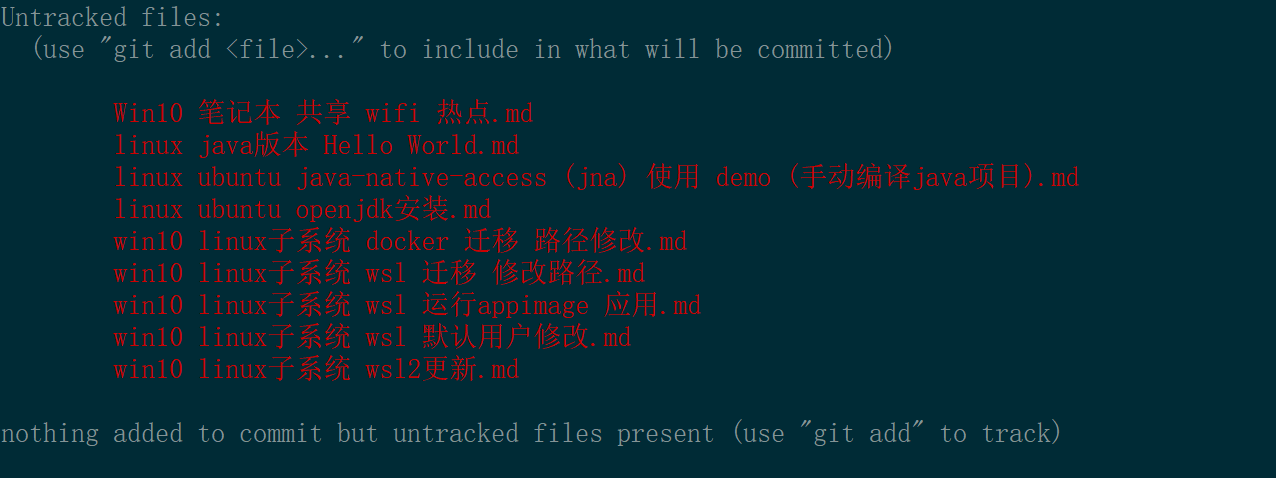 Untracked files:
(use "git add <file>..." to include in what will be committed)
Win10 笔记本 共享 wifi 热点.md
linux java版本 Hello World.md
linux ubuntu java-native-access (jna) 使用 demo (手动编译java项目).md
linux ubuntu openjdk安装.md
win10 linux子系统 docker 迁移 路径修改.md
win10 linux子系统 wsl 迁移 修改路径.md
win10 linux子系统 wsl 运行appimage 应用.md
win10 linux子系统 wsl 默认用户修改.md
win10 linux子系统 wsl2更新.md
nothing added to commit but untracked files present (use "git add" to track)